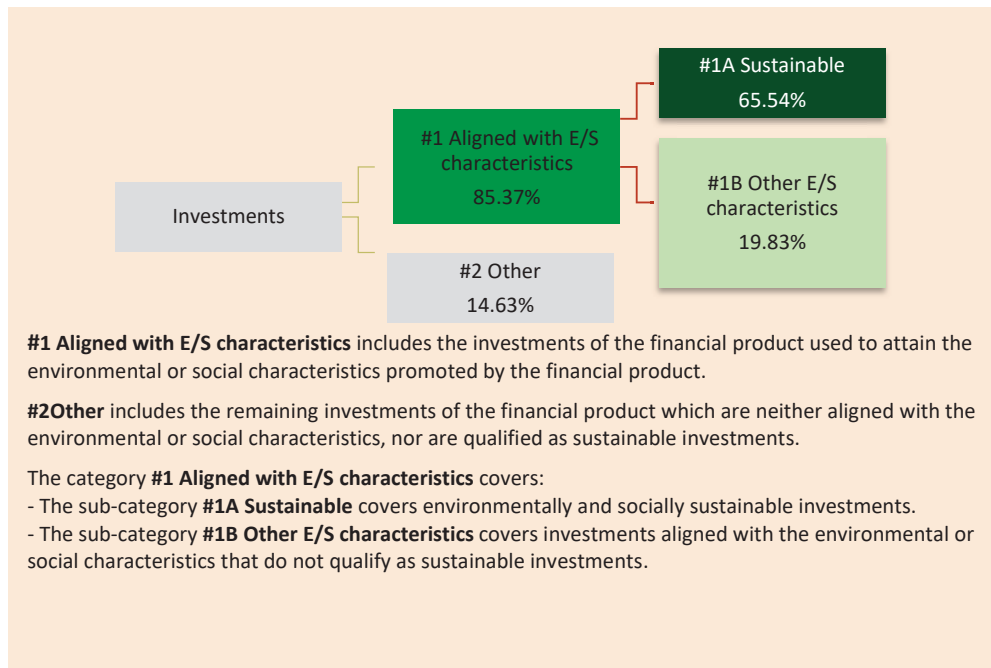 #1A Sustainable
65.54%
#1 Aligned with E/S
characteristics
85.37%
#1B Other E/S
characteristics
19.83%
Investments
#2 Other
14.63%
#1 Aligned with E/S characteristics includes the investments of the financial product used to attain the
environmental or social characteristics promoted by the financial product.
#2Other includes the remaining investments of the financial product which are neither aligned with the
environmental or social characteristics, nor are qualified as sustainable investments.
The category #1 Aligned with E/S characteristics covers:
- The sub-category #1A Sustainable covers environmentally and socially sustainable investments.
- The sub-category #1B Other E/S characteristics covers investments aligned with the environmental or
social characteristics that do not qualify as sustainable investments.